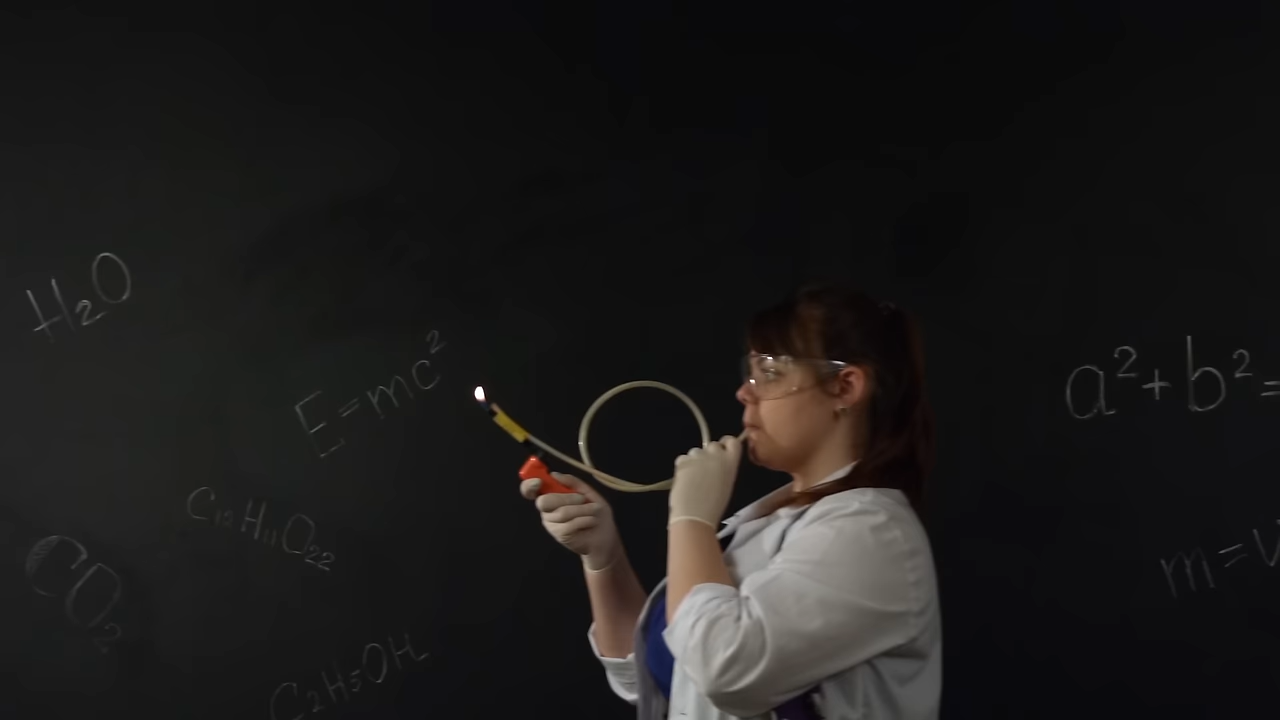 H₂O
E=mc²
a²+b²=
C₁₂H₁₁O₂₂
CO₂
m=
C₂H₅OH